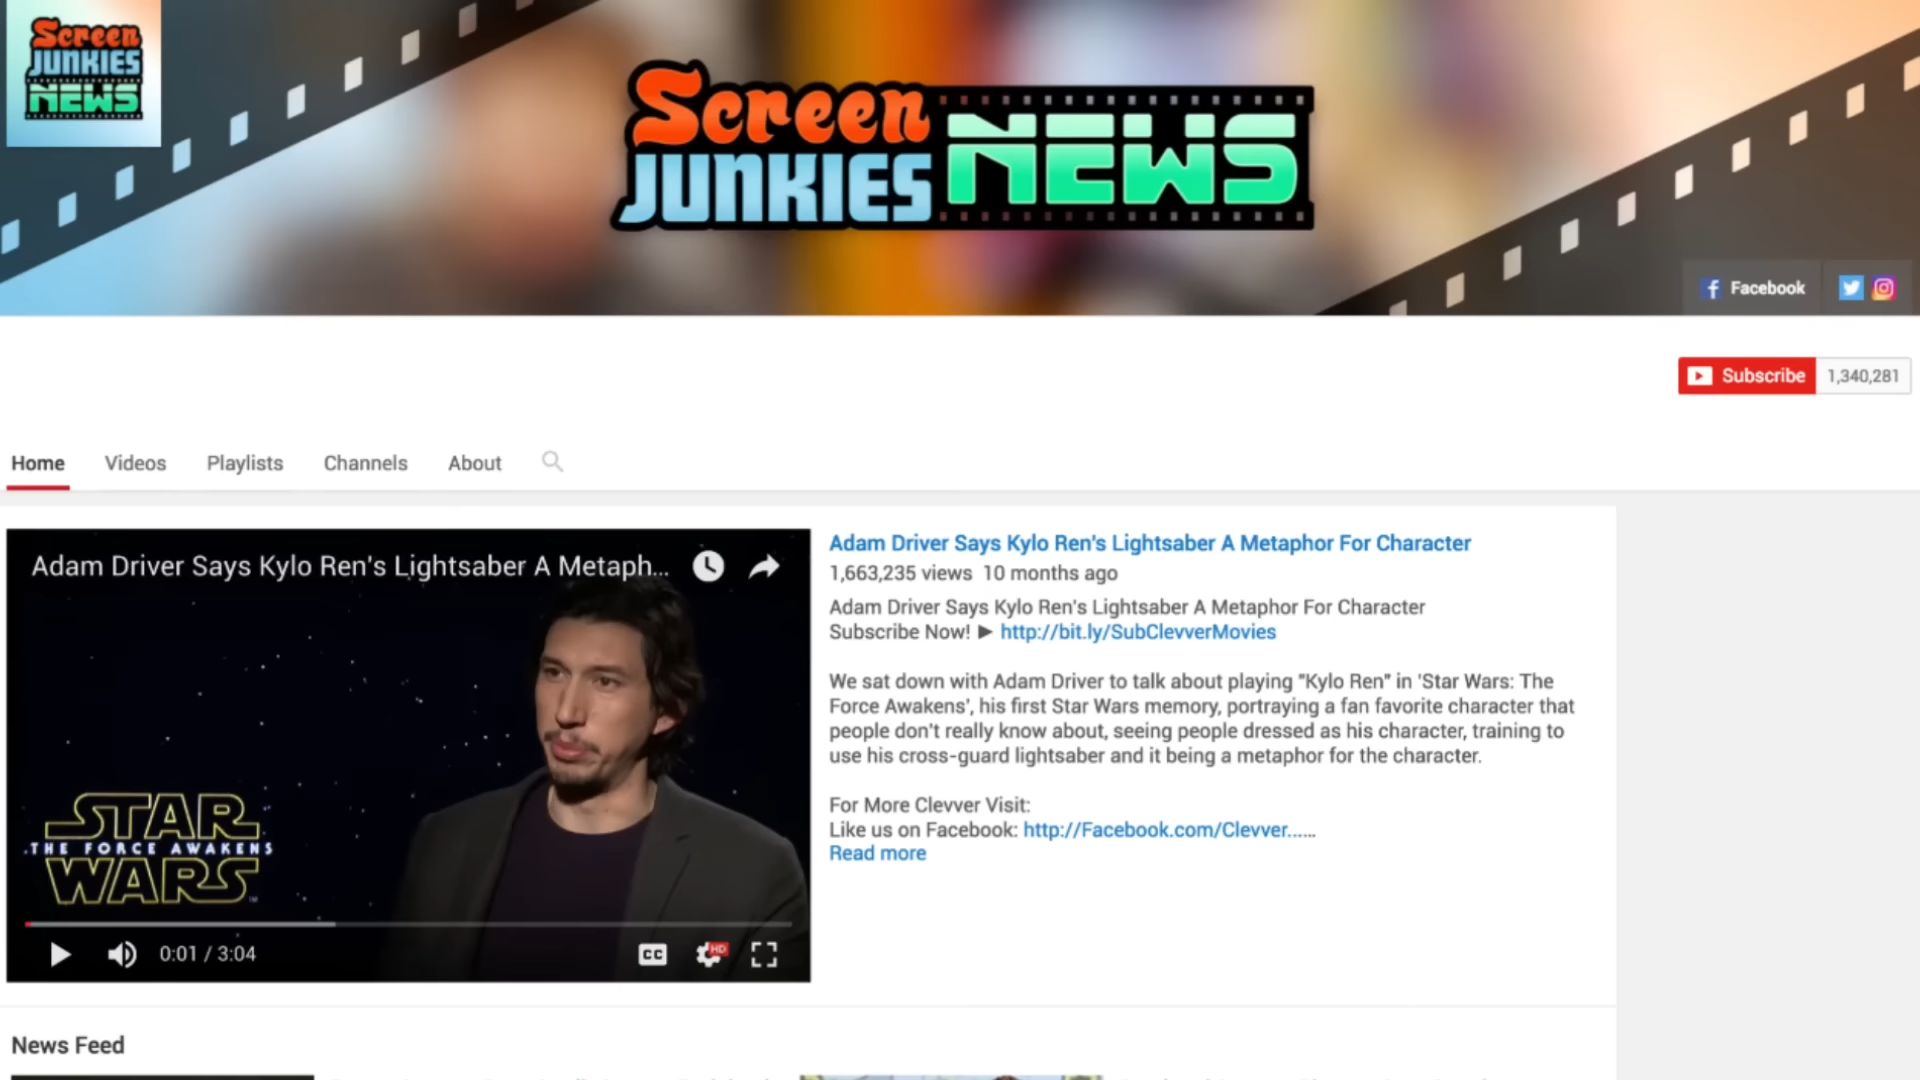 Screen
JUNKIES
NEWS
Screen
JUNKIES NEWS
Facebook
Subscribe 1,340,281
Home Videos Playlists Channels About
Adam Driver Says Kylo Ren's Lightsaber A Metaph...
STAR
THE FORCE AWAKENS
WARS
TM
0:01 / 3:04
CC
HD
Adam Driver Says Kylo Ren's Lightsaber A Metaphor For Character
1,663,235 views 10 months ago
Adam Driver Says Kylo Ren's Lightsaber A Metaphor For Character
Subscribe Now! ► http://bit.ly/SubClevverMovies
We sat down with Adam Driver to talk about playing "Kylo Ren" in 'Star Wars: The
Force Awakens', his first Star Wars memory, portraying a fan favorite character that
people don't really know about, seeing people dressed as his character, training to
use his cross-guard lightsaber and it being a metaphor for the character.
For More Clevver Visit:
Like us on Facebook: http://Facebook.com/Clevver......
Read more
News Feed